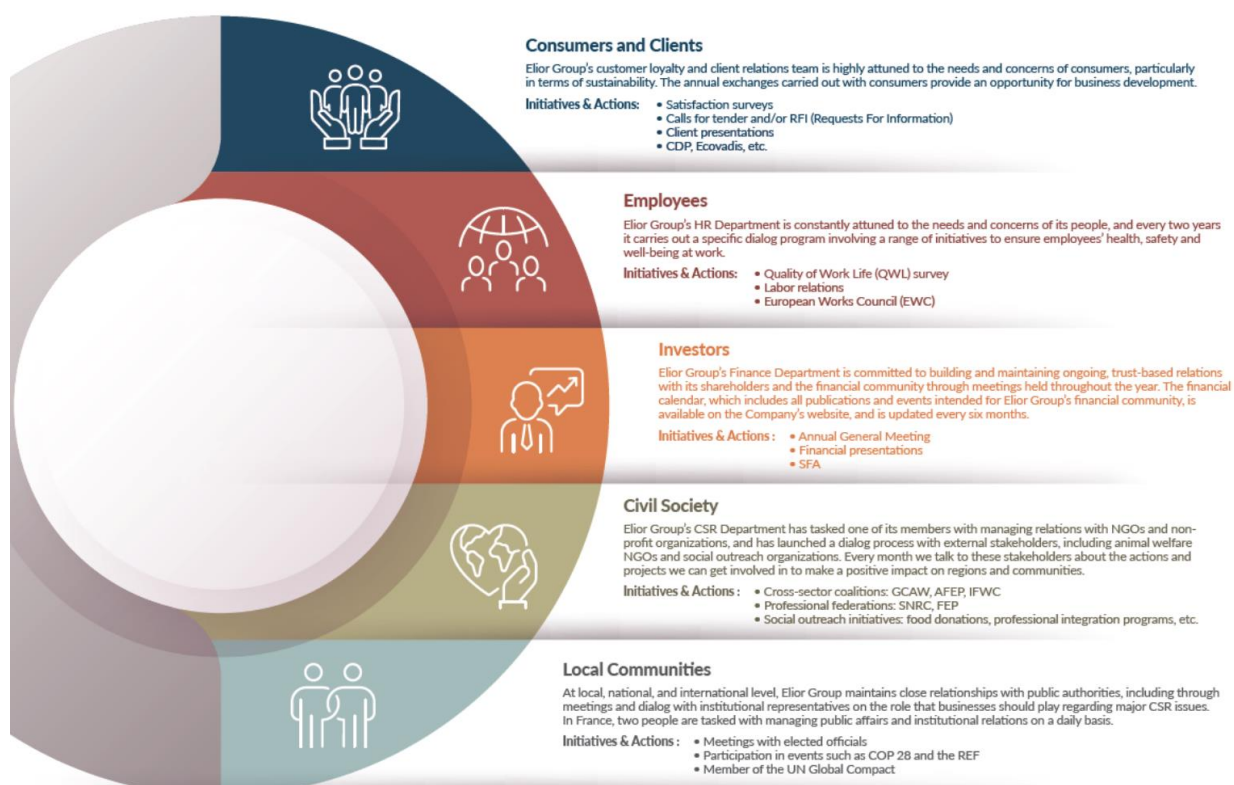 Consumers and Clients
Elior Group's customer loyalty and client relations team is highly attuned to the needs and concerns of consumers, particularly
in terms of sustainability. The annual exchanges carried out with consumers provide an opportunity for business development.
Initiatives & Actions: • Satisfaction surveys
• Calls for tender and/or RFI (Requests For Information)
• Client presentations
• CDP, Ecovadis, etc.
Employees
Elior Group's HR Department is constantly attuned to the needs and concerns of its people, and every two years
it carries out a specific dialog program involving a range of initiatives to ensure employees' health, safety and
well-being at work.
Initiatives & Actions: • Quality of Work Life (QWL) survey
• Labor relations
• European Works Council (EWC)
Investors
Elior Group's Finance Department is committed to building and maintaining ongoing, trust-based relations
with its shareholders and the financial community through meetings held throughout the year. The financial
calendar, which includes all publications and events intended for Elior Group's financial community, is
available on the Company's website, and is updated every six months.
Initiatives & Actions : • Annual General Meeting
• Financial presentations
• SFA
Civil Society
Elior Group's CSR Department has tasked one of its members with managing relations with NGOs and non-
profit organizations, and has launched a dialog process with external stakeholders, including animal welfare
NGOs and social outreach organizations. Every month we talk to these stakeholders about the actions and
projects we can get involved in to make a positive impact on regions and communities.
Initiatives & Actions : • Cross-sector coalitions: GCAW, AFEP, IFWC
• Professional federations: SNRC, FEP
• Social outreach initiatives: food donations, professional integration programs, etc.
Local Communities
At local, national, and international level, Elior Group maintains close relationships with public authorities, including through
meetings and dialog with institutional representatives on the role that businesses should play regarding major CSR issues.
In France, two people are tasked with managing public affairs and institutional relations on a daily basis.
Initiatives & Actions : • Meetings with elected officials
• Participation in events such as COP 28 and the REF
• Member of the UN Global Compact